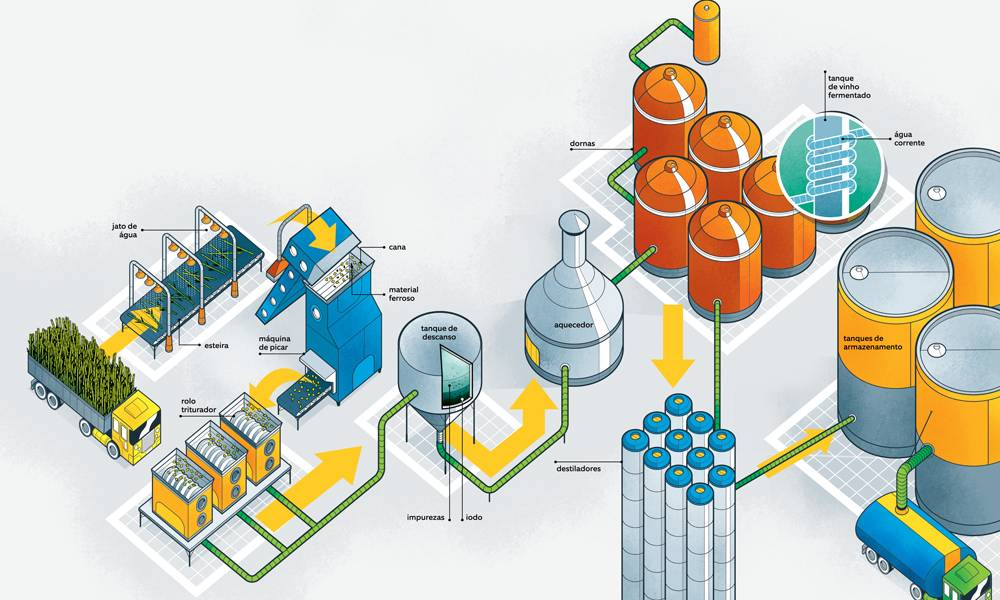 jato de
água
esteira
cana
material
ferroso
máquina
de picar
rolo
triturador
tanque de
descanso
impurezas
iodo
aquecedor
dornas
tanque
de vinho
fermentado
água
corrente
destiladores
tanques de
armazenamento